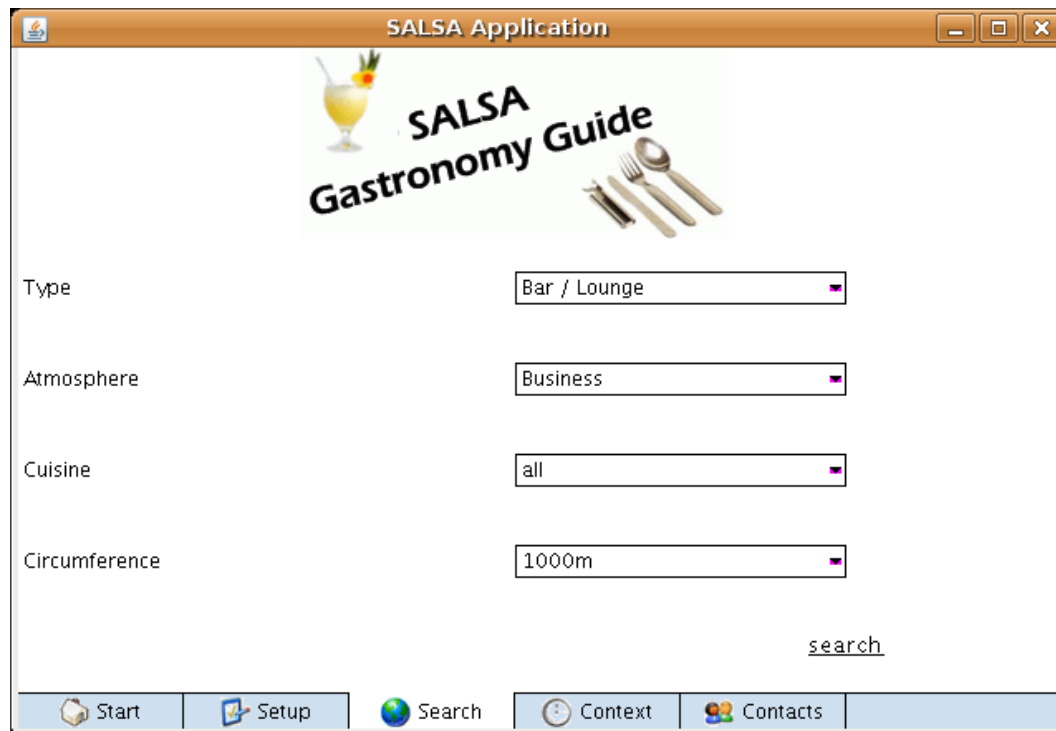 SALSA Application
SALSA
Gastronomy Guide
Type Bar / Lounge
Atmosphere Business
Cuisine all
Circumference 1000m
search
Start Setup Search Context Contacts